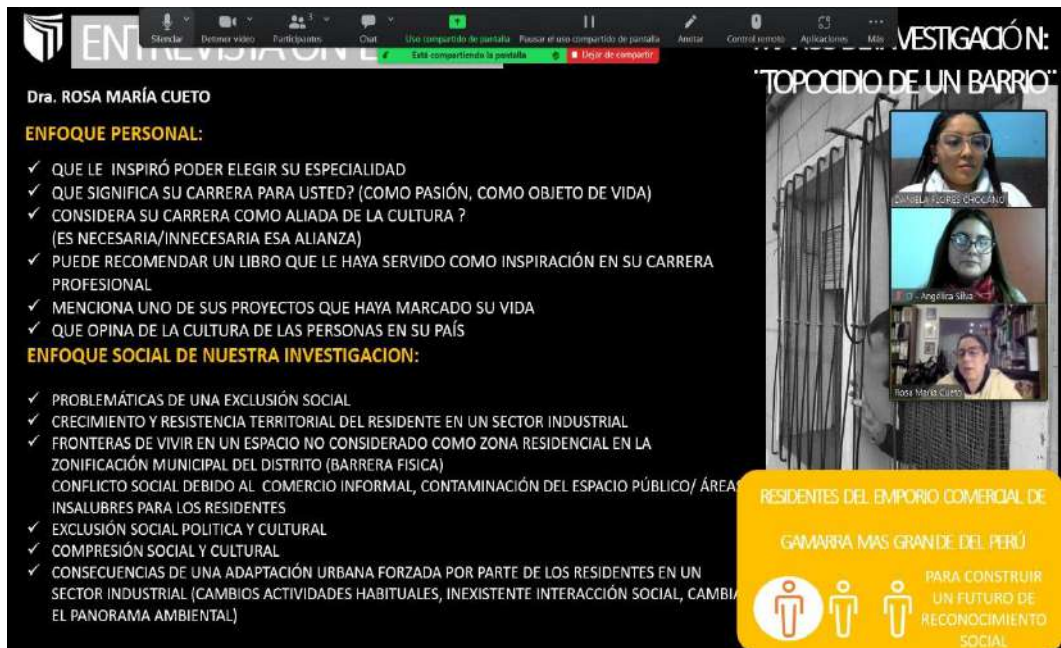 Silenciar
Detener video
Participantes
3
Chat
Uso compartido de pantalla
Pausar el uso compartido de pantalla
Anotar
Control remoto
Aplicaciones
Más
Está compartiendo la pantalla
Dejar de compartir
VESTIGACIÓN:
¨TOPOCIDIO DE UN BARRIO¨
Dra. ROSA MARÍA CUETO
ENFOQUE PERSONAL:
✓ QUE LE INSPIRÓ PODER ELEGIR SU ESPECIALIDAD
✓ QUE SIGNIFICA SU CARRERA PARA USTED? (COMO PASIÓN, COMO OBJETO DE VIDA)
✓ CONSIDERA SU CARRERA COMO ALIADA DE LA CULTURA ?
(ES NECESARIA/INNECESARIA ESA ALIANZA)
✓ PUEDE RECOMENDAR UN LIBRO QUE LE HAYA SERVIDO COMO INSPIRACIÓN EN SU CARRERA
PROFESIONAL
✓ MENCIONA UNO DE SUS PROYECTOS QUE HAYA MARCADO SU VIDA
✓ QUE OPINA DE LA CULTURA DE LAS PERSONAS EN SU PAÍS
ENFOQUE SOCIAL DE NUESTRA INVESTIGACION:
✓ PROBLEMÁTICAS DE UNA EXCLUSIÓN SOCIAL
✓ CRECIMIENTO Y RESISTENCIA TERRITORIAL DEL RESIDENTE EN UN SECTOR INDUSTRIAL
✓ FRONTERAS DE VIVIR EN UN ESPACIO NO CONSIDERADO COMO ZONA RESIDENCIAL EN LA
ZONIFICACIÓN MUNICIPAL DEL DISTRITO (BARRERA FISICA)
CONFLICTO SOCIAL DEBIDO AL COMERCIO INFORMAL, CONTAMINACIÓN DEL ESPACIO PÚBLICO/ ÁREAS
INSALUBRES PARA LOS RESIDENTES
✓ EXCLUSIÓN SOCIAL POLITICA Y CULTURAL
✓ COMPRESIÓN SOCIAL Y CULTURAL
✓ CONSECUENCIAS DE UNA ADAPTACIÓN URBANA FORZADA POR PARTE DE LOS RESIDENTES EN UN
SECTOR INDUSTRIAL (CAMBIOS ACTIVIDADES HABITUALES, INEXISTENTE INTERACCIÓN SOCIAL, CAMBIA
EL PANORAMA AMBIENTAL)
DANIELA FLORES CHOCANO
Angélica Silva
Rosa María Cueto
RESIDENTES DEL EMPORIO COMERCIAL DE
GAMARRA MAS GRANDE DEL PERÚ
PARA CONSTRUIR
UN FUTURO DE
RECONOCIMIENTO
SOCIAL